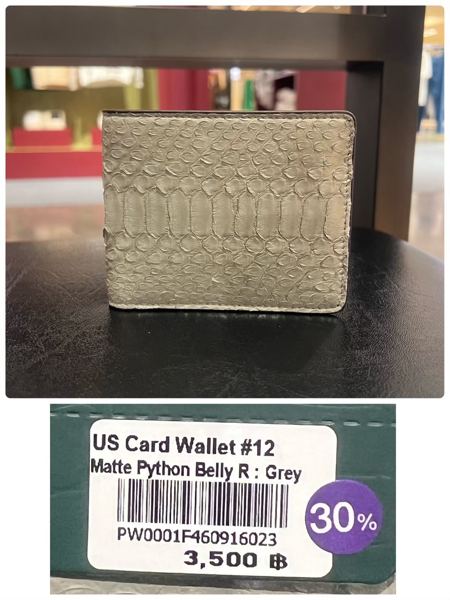 US Card Wallet #12
Matte Python Belly R : Grey
PW0001F460916023
3,500 ฿
30%